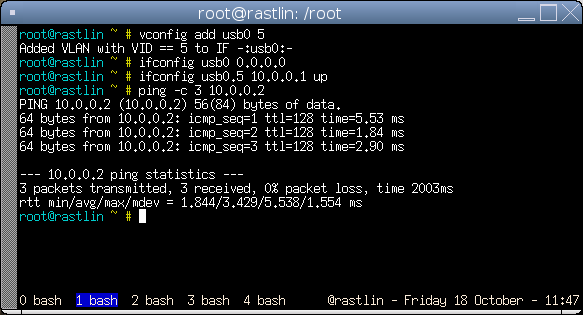 root@rastlin: /root
root@rastlin ~ # vconfig add usb0 5
Added VLAN with VID == 5 to IF -:usb0:-
root@rastlin ~ # ifconfig usb0 0.0.0.0
root@rastlin ~ # ifconfig usb0.5 10.0.0.1 up
root@rastlin ~ # ping -c 3 10.0.0.2
PING 10.0.0.2 (10.0.0.2) 56(84) bytes of data.
64 bytes from 10.0.0.2: icmp_seq=1 ttl=128 time=5.53 ms
64 bytes from 10.0.0.2: icmp_seq=2 ttl=128 time=1.84 ms
64 bytes from 10.0.0.2: icmp_seq=3 ttl=128 time=2.90 ms
--- 10.0.0.2 ping statistics ---
3 packets transmitted, 3 received, 0% packet loss, time 2003ms
rtt min/avg/max/mdev = 1.844/3.429/5.538/1.554 ms
root@rastlin ~ #
0 bash 1 bash 2 bash 3 bash 4 bash @rastlin - Friday 18 October - 11:47